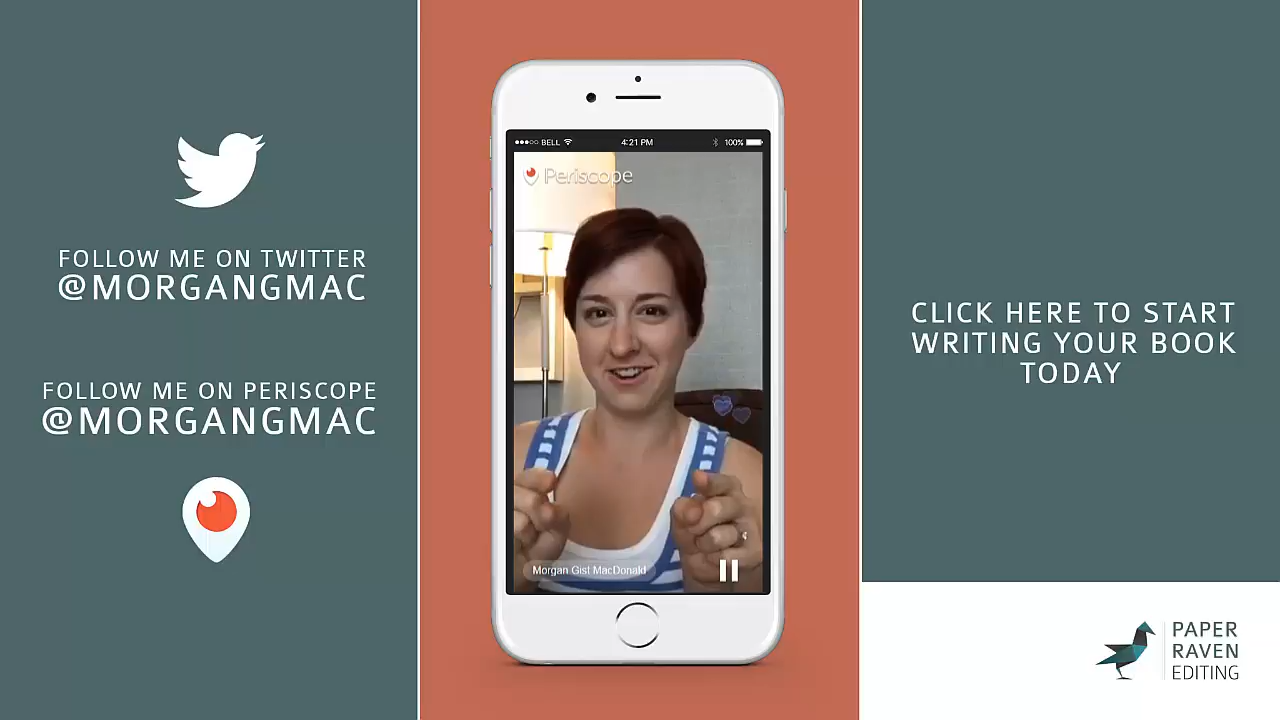 FOLLOW ME ON TWITTER
@MORGANGMAC
FOLLOW ME ON PERISCOPE
@MORGANGMAC
BELL
4:21 PM
100%
Periscope
Morgan Gist MacDonald
CLICK HERE TO START
WRITING YOUR BOOK
TODAY
PAPER
RAVEN
EDITING